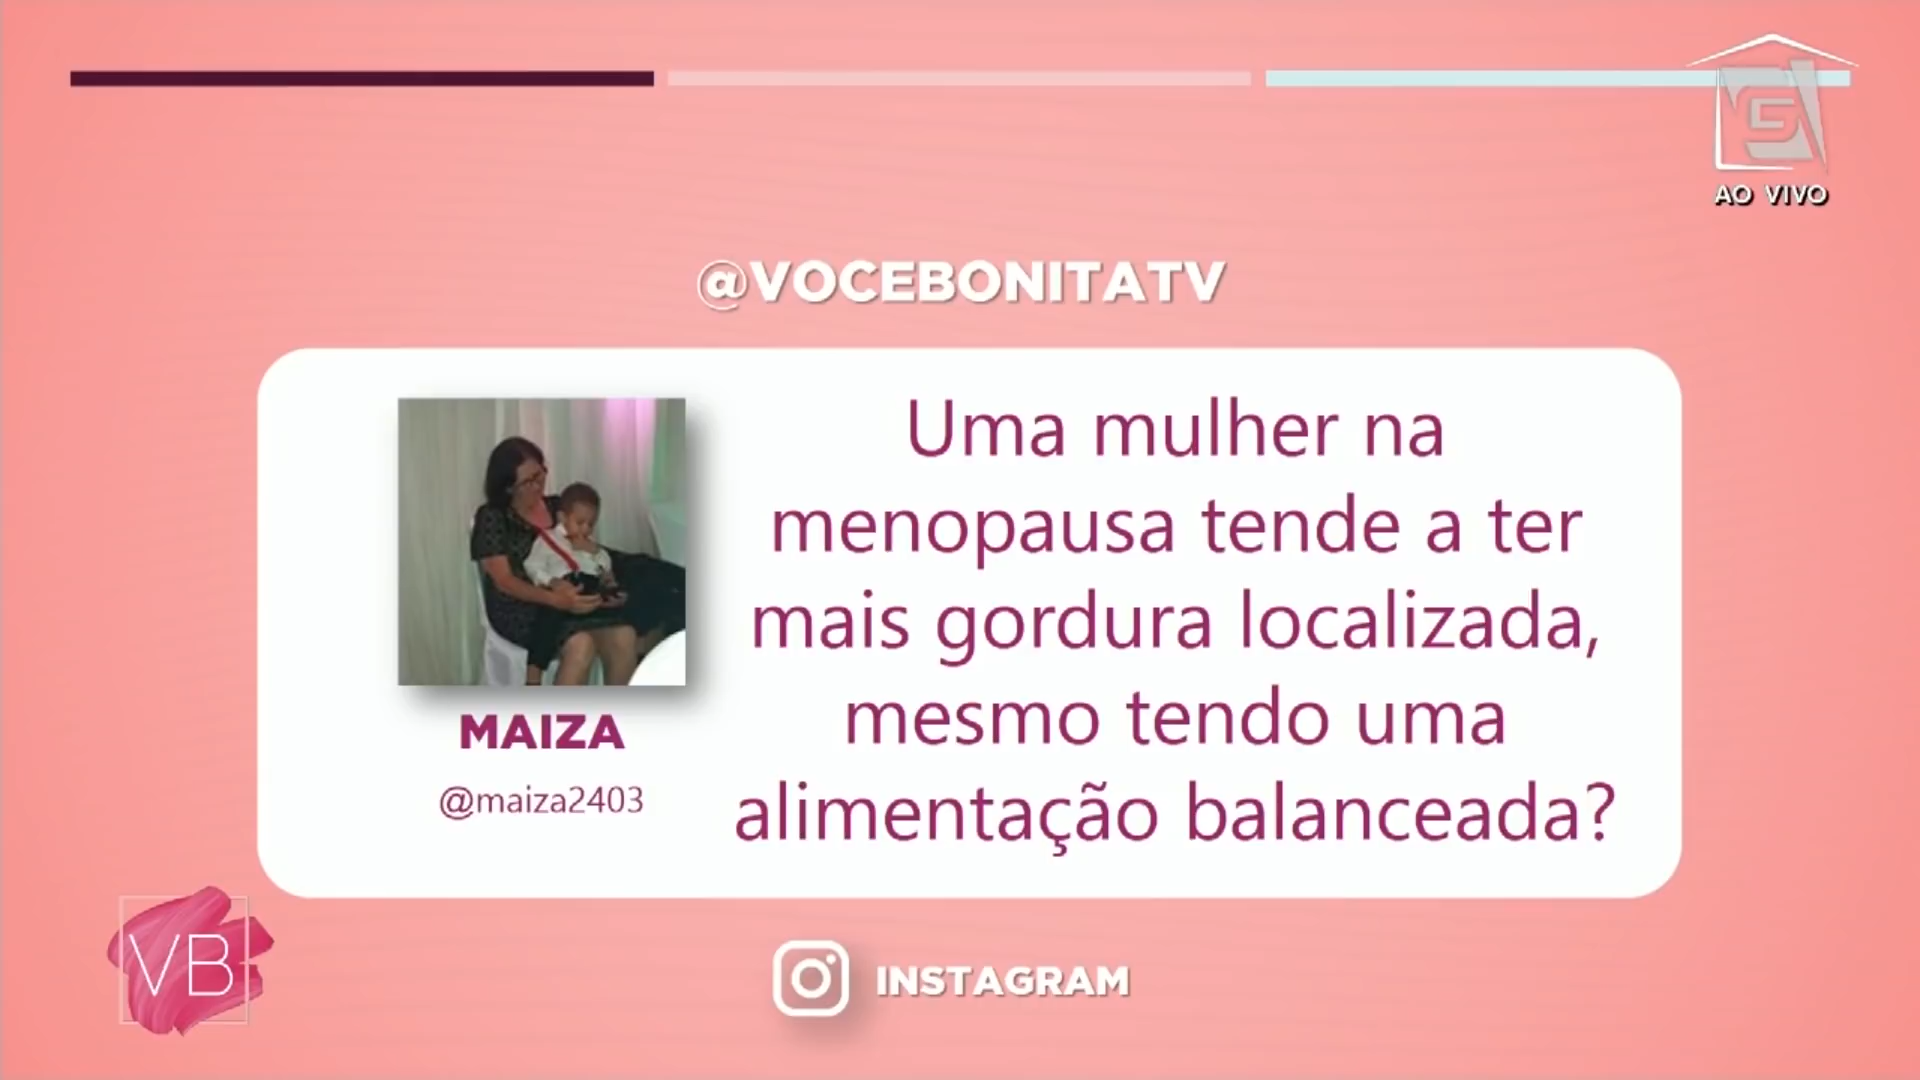 AO VIVO
@VOCEBONITATV
Uma mulher na
menopausa tende a ter
mais gordura localizada,
mesmo tendo uma
alimentação balanceada?
MAIZA
@maiza2403
VB
INSTAGRAM